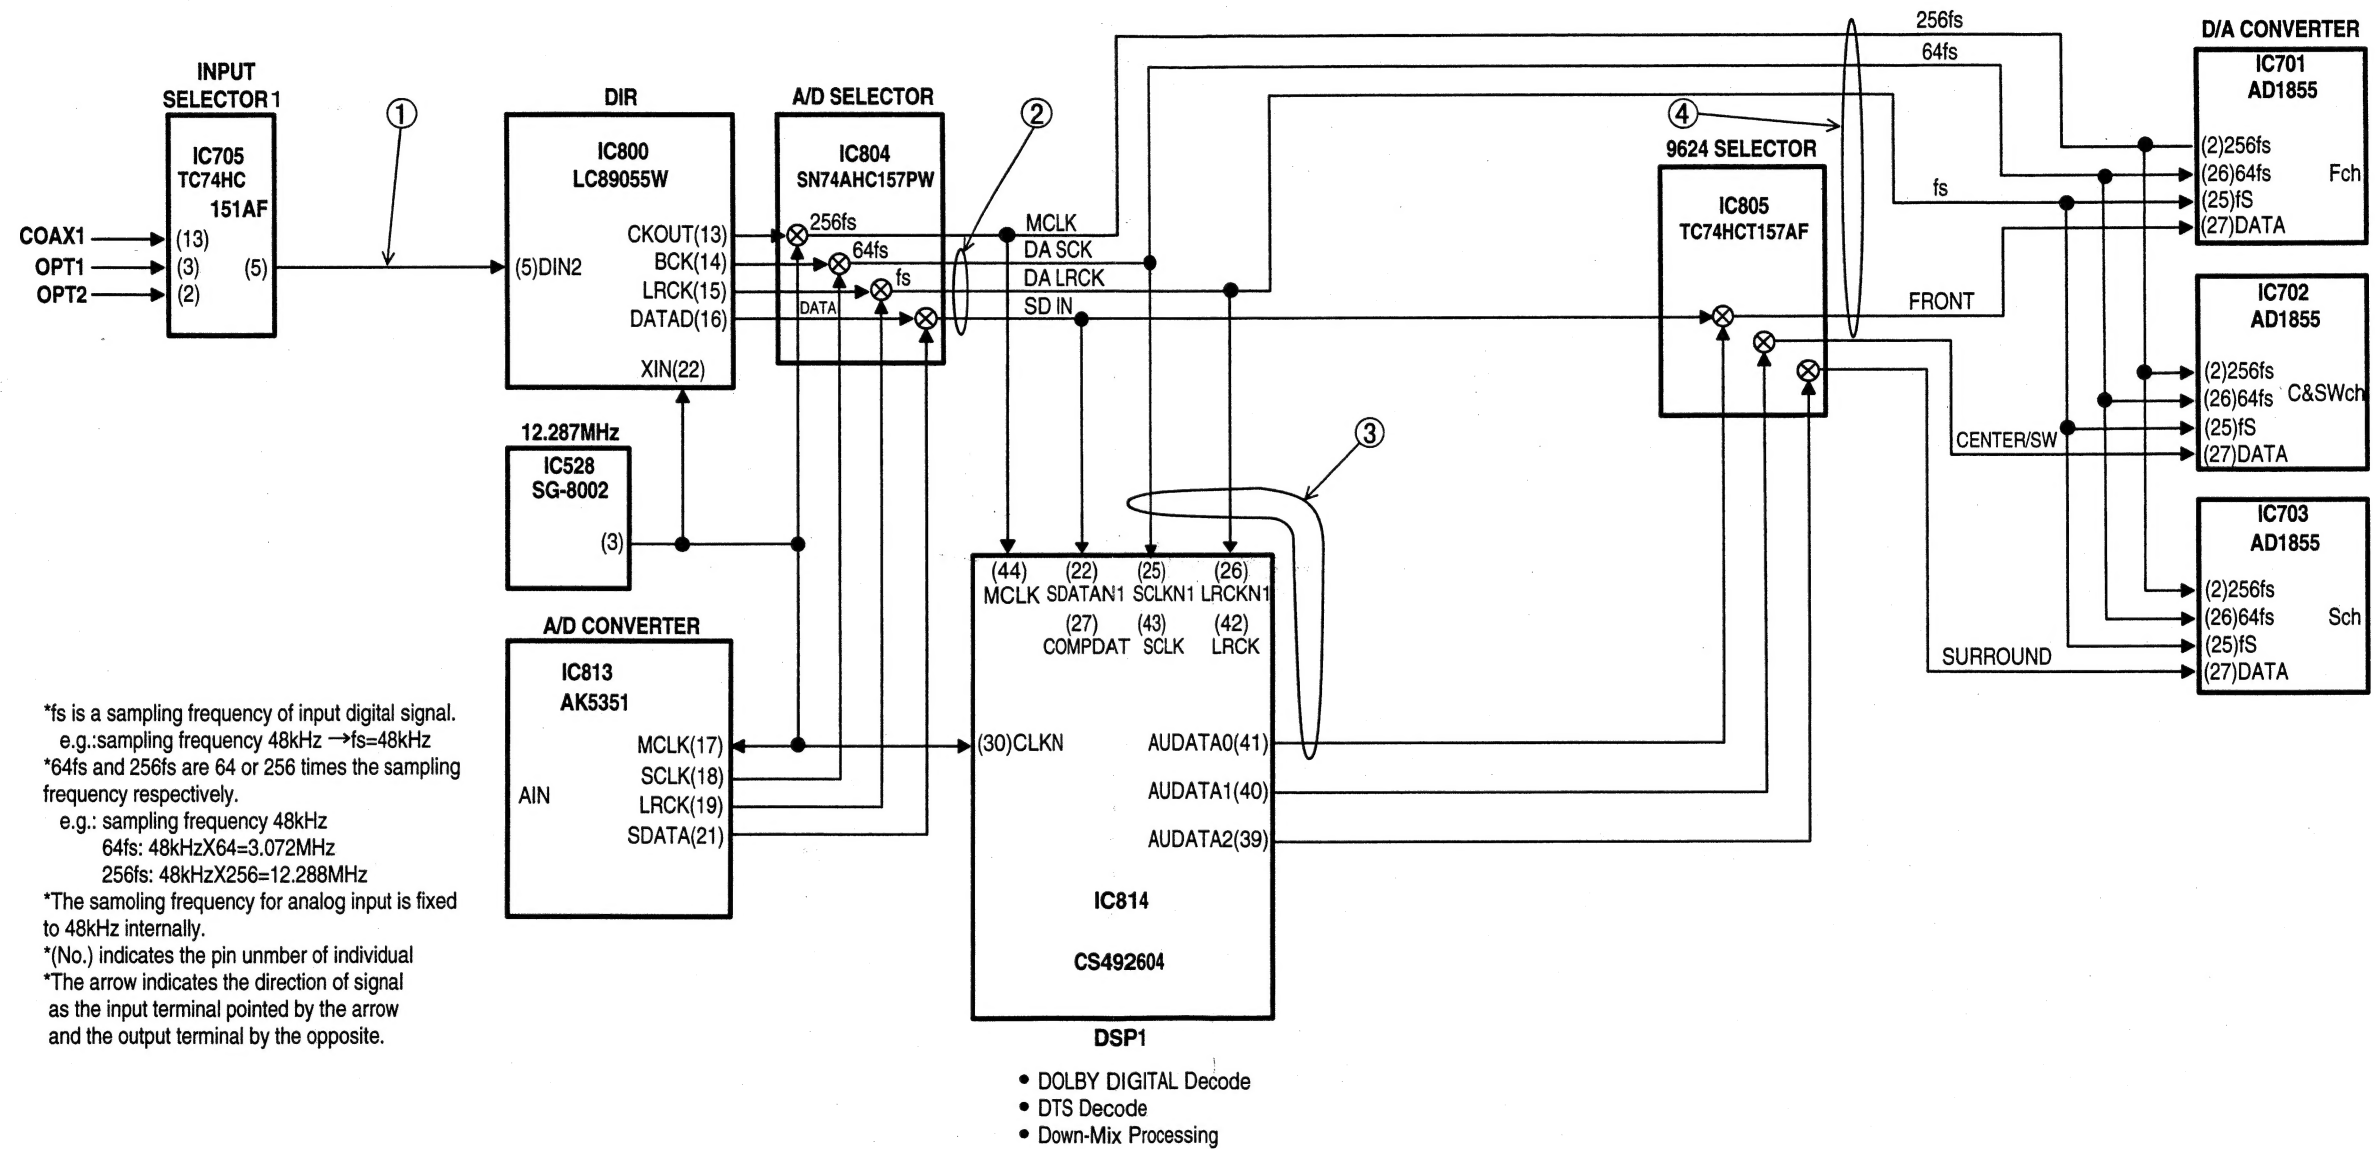 INPUT
SELECTOR 1
IC705
TC74HC
151AF
COAX1
(13)
OPT1
(3)
(5)
OPT2
(2)
①
DIR
IC800
LC89055W
(5)DIN2
CKOUT(13)
BCK(14)
LRCK(15)
DATAD(16)
XIN(22)
A/D SELECTOR
IC804
SN74AHC157PW
256fs
64fs
fs
DATA
②
MCLK
DA SCK
DA LRCK
SD IN
12.287MHz
IC528
SG-8002
(3)
A/D CONVERTER
IC813
AK5351
AIN
MCLK(17)
SCLK(18)
LRCK(19)
SDATA(21)
③
(44)
(22)
(25)
(26)
MCLK
SDATAN1
SCLKN1
LRCKN1
(27)
(43)
(42)
COMPDAT
SCLK
LRCK
(30)CLKN
AUDATA0(41)
AUDATA1(40)
AUDATA2(39)
IC814
CS492604
DSP1
• DOLBY DIGITAL Decode
• DTS Decode
• Down-Mix Processing
④
9624 SELECTOR
IC805
TC74HCT157AF
256fs
64fs
fs
FRONT
CENTER/SW
SURROUND
D/A CONVERTER
IC701
AD1855
(2)256fs
(26)64fs
Fch
(25)fS
(27)DATA
IC702
AD1855
(2)256fs
(26)64fs
C&SWch
(25)fS
(27)DATA
IC703
AD1855
(2)256fs
(26)64fs
Sch
(25)fS
(27)DATA
*fs is a sampling frequency of input digital signal.
e.g.:sampling frequency 48kHz →fs=48kHz
*64fs and 256fs are 64 or 256 times the sampling
frequency respectively.
e.g.: sampling frequency 48kHz
64fs: 48kHzX64=3.072MHz
256fs: 48kHzX256=12.288MHz
*The samoling frequency for analog input is fixed
to 48kHz internally.
*(No.) indicates the pin unmber of individual
*The arrow indicates the direction of signal
as the input terminal pointed by the arrow
and the output terminal by the opposite.